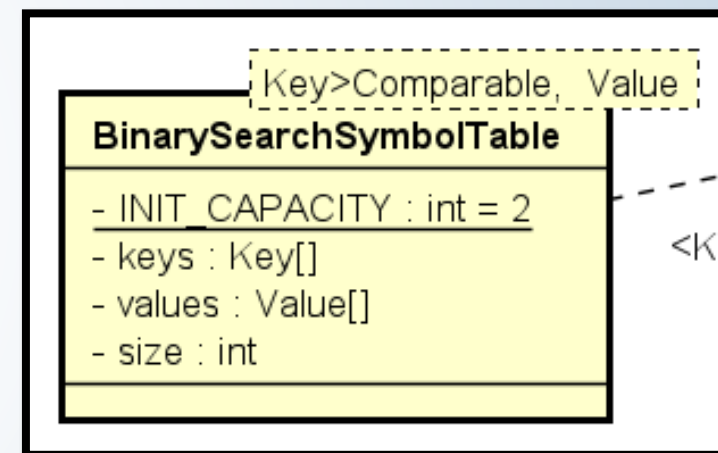 Key>Comparable, Value
BinarySearchSymbolTable
- INIT_CAPACITY : int = 2
<K
- keys : Key[]
- values : Value[]
- size : int